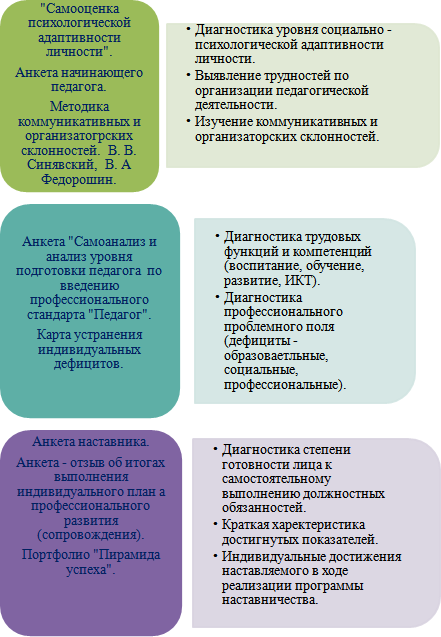 "Самооценка
психологической
адаптивности
личности".
Анкета начинающего
педагога.
Методика
коммуникативных и
организатогрских
склонностей. В. В.
Синявский, В. А
Федорошин.
• Диагностика уровня социально -
психологической адаптивности
личности.
• Выявление трудностей по
организации педагогической
деятельности.
• Изучение коммуникативных и
организаторских склонностей.
Анкета "Самоанализ и
анализ уровня
подготовки педагога по
введению
профессионального
стандарта "Педагог".
Карта устранения
индивидуальных
дефицитов.
• Диагностика трудовых
функций и компетенций
(воспитание, обучение,
развитие, ИКТ).
• Диагностика
профессионального
проблемного поля
(дефициты -
образоваетльные,
социальные,
профессиональные).
Анкета наставника.
Анкета - отзыв об итогах
выполнения
индивидуального план а
профессионального
развития
(сопровождения).
Портфолио "Пирамида
успеха".
• Диагностика степени
готовности лица к
самостоятельному
выполнению должностных
обязанностей.
• Краткая харектеристика
достигнутых показателей.
• Индивидуальные достижения
наставляемого в ходе
реализации программы
наставничества.